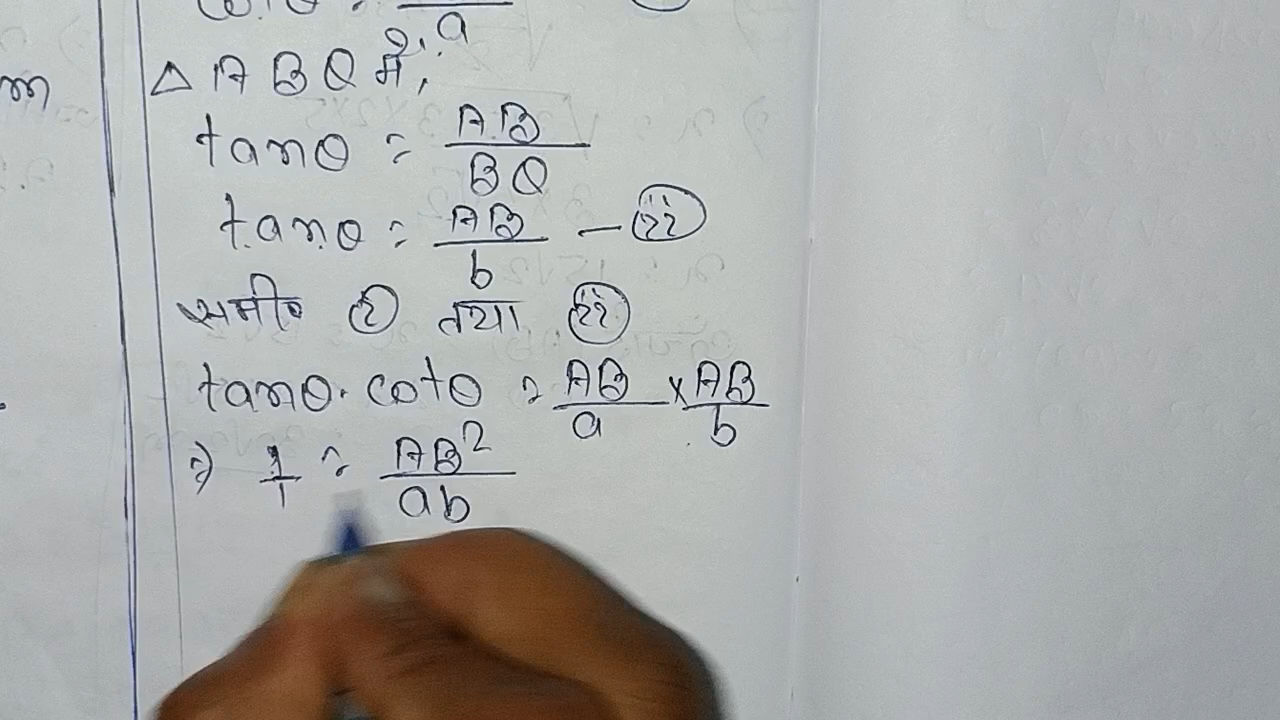 cotθ = a
△ ABQ में,
tanθ = AB/BQ
tanθ = AB/b - (ii)
समी० (i) तथा (ii)
tanθ. cotθ = AB/a × AB/b
⇒ 1/1 = AB²/ab